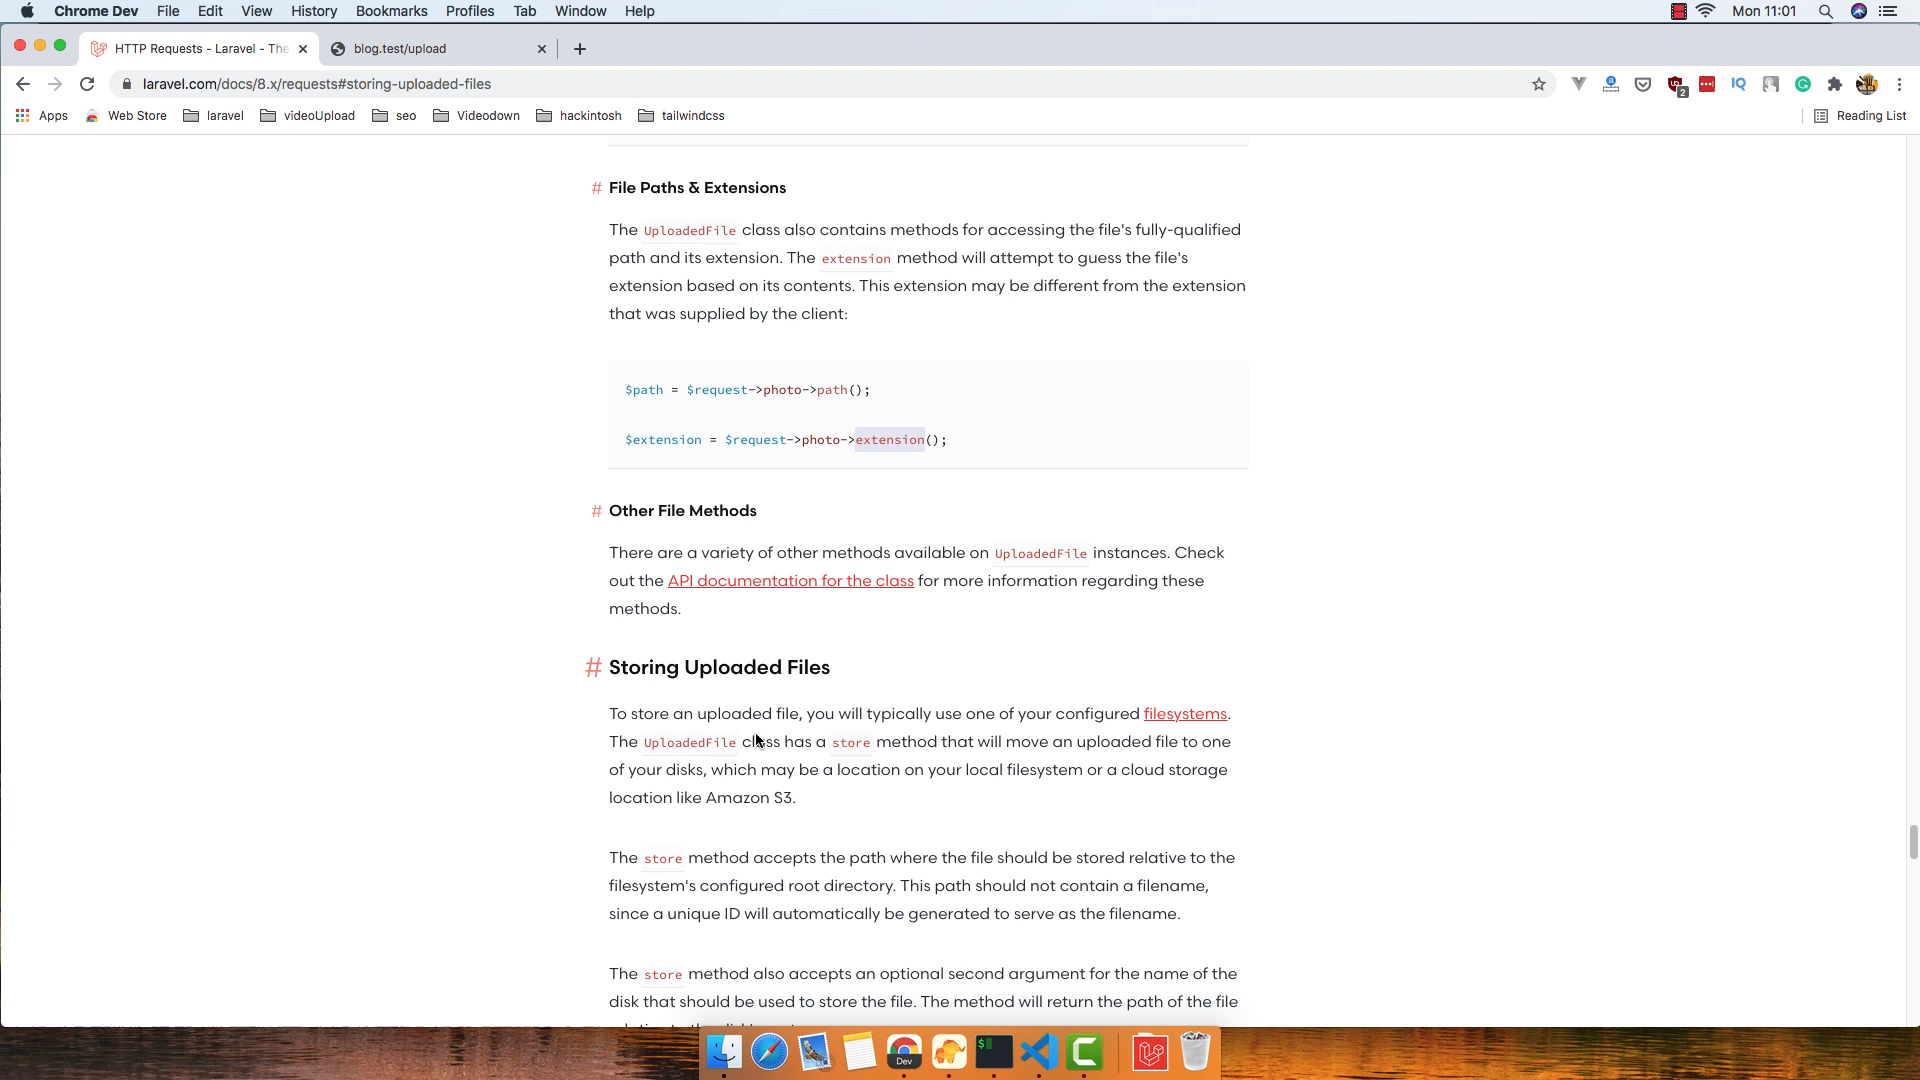 Chrome Dev File Edit View History Bookmarks Profiles Tab Window Help Mon 11:01
HTTP Requests - Laravel - The blog.test/upload
laravel.com/docs/8.x/requests#storing-uploaded-files
Apps Web Store laravel videoUpload seo Videodown hackintosh tailwindcss Reading List
# File Paths & Extensions
The UploadedFile class also contains methods for accessing the file's fully-qualified
path and its extension. The extension method will attempt to guess the file's
extension based on its contents. This extension may be different from the extension
that was supplied by the client:
$path = $request->photo->path();
$extension = $request->photo->extension();
# Other File Methods
There are a variety of other methods available on UploadedFile instances. Check
out the API documentation for the class for more information regarding these
methods.
# Storing Uploaded Files
To store an uploaded file, you will typically use one of your configured filesystems.
The UploadedFile class has a store method that will move an uploaded file to one
of your disks, which may be a location on your local filesystem or a cloud storage
location like Amazon S3.
The store method accepts the path where the file should be stored relative to the
filesystem's configured root directory. This path should not contain a filename,
since a unique ID will automatically be generated to serve as the filename.
The store method also accepts an optional second argument for the name of the
disk that should be used to store the file. The method will return the path of the file
Dev